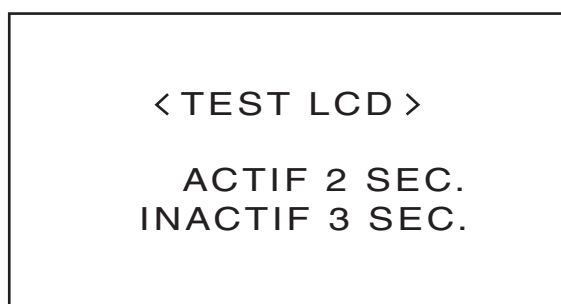 < TEST LCD >
ACTIF 2 SEC.
INACTIF 3 SEC.